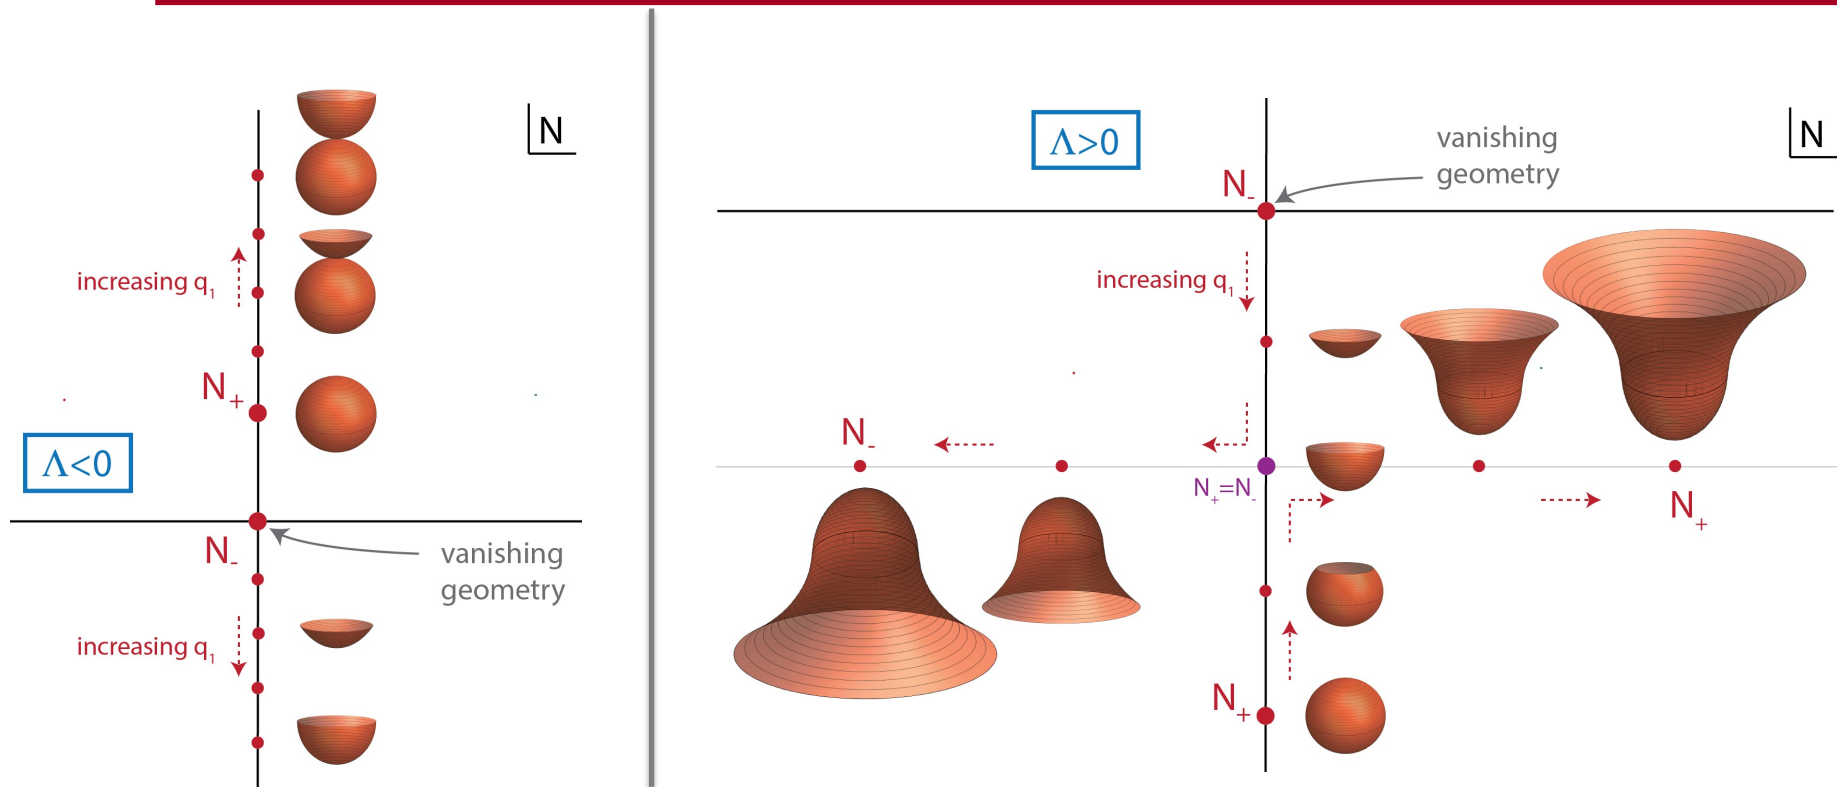 N
increasing q₁
N₊
Λ<0
N₋
vanishing
geometry
increasing q₁
Λ>0
vanishing
geometry
N
N₋
increasing q₁
N₋
N₊=N₋
N₊
N₊